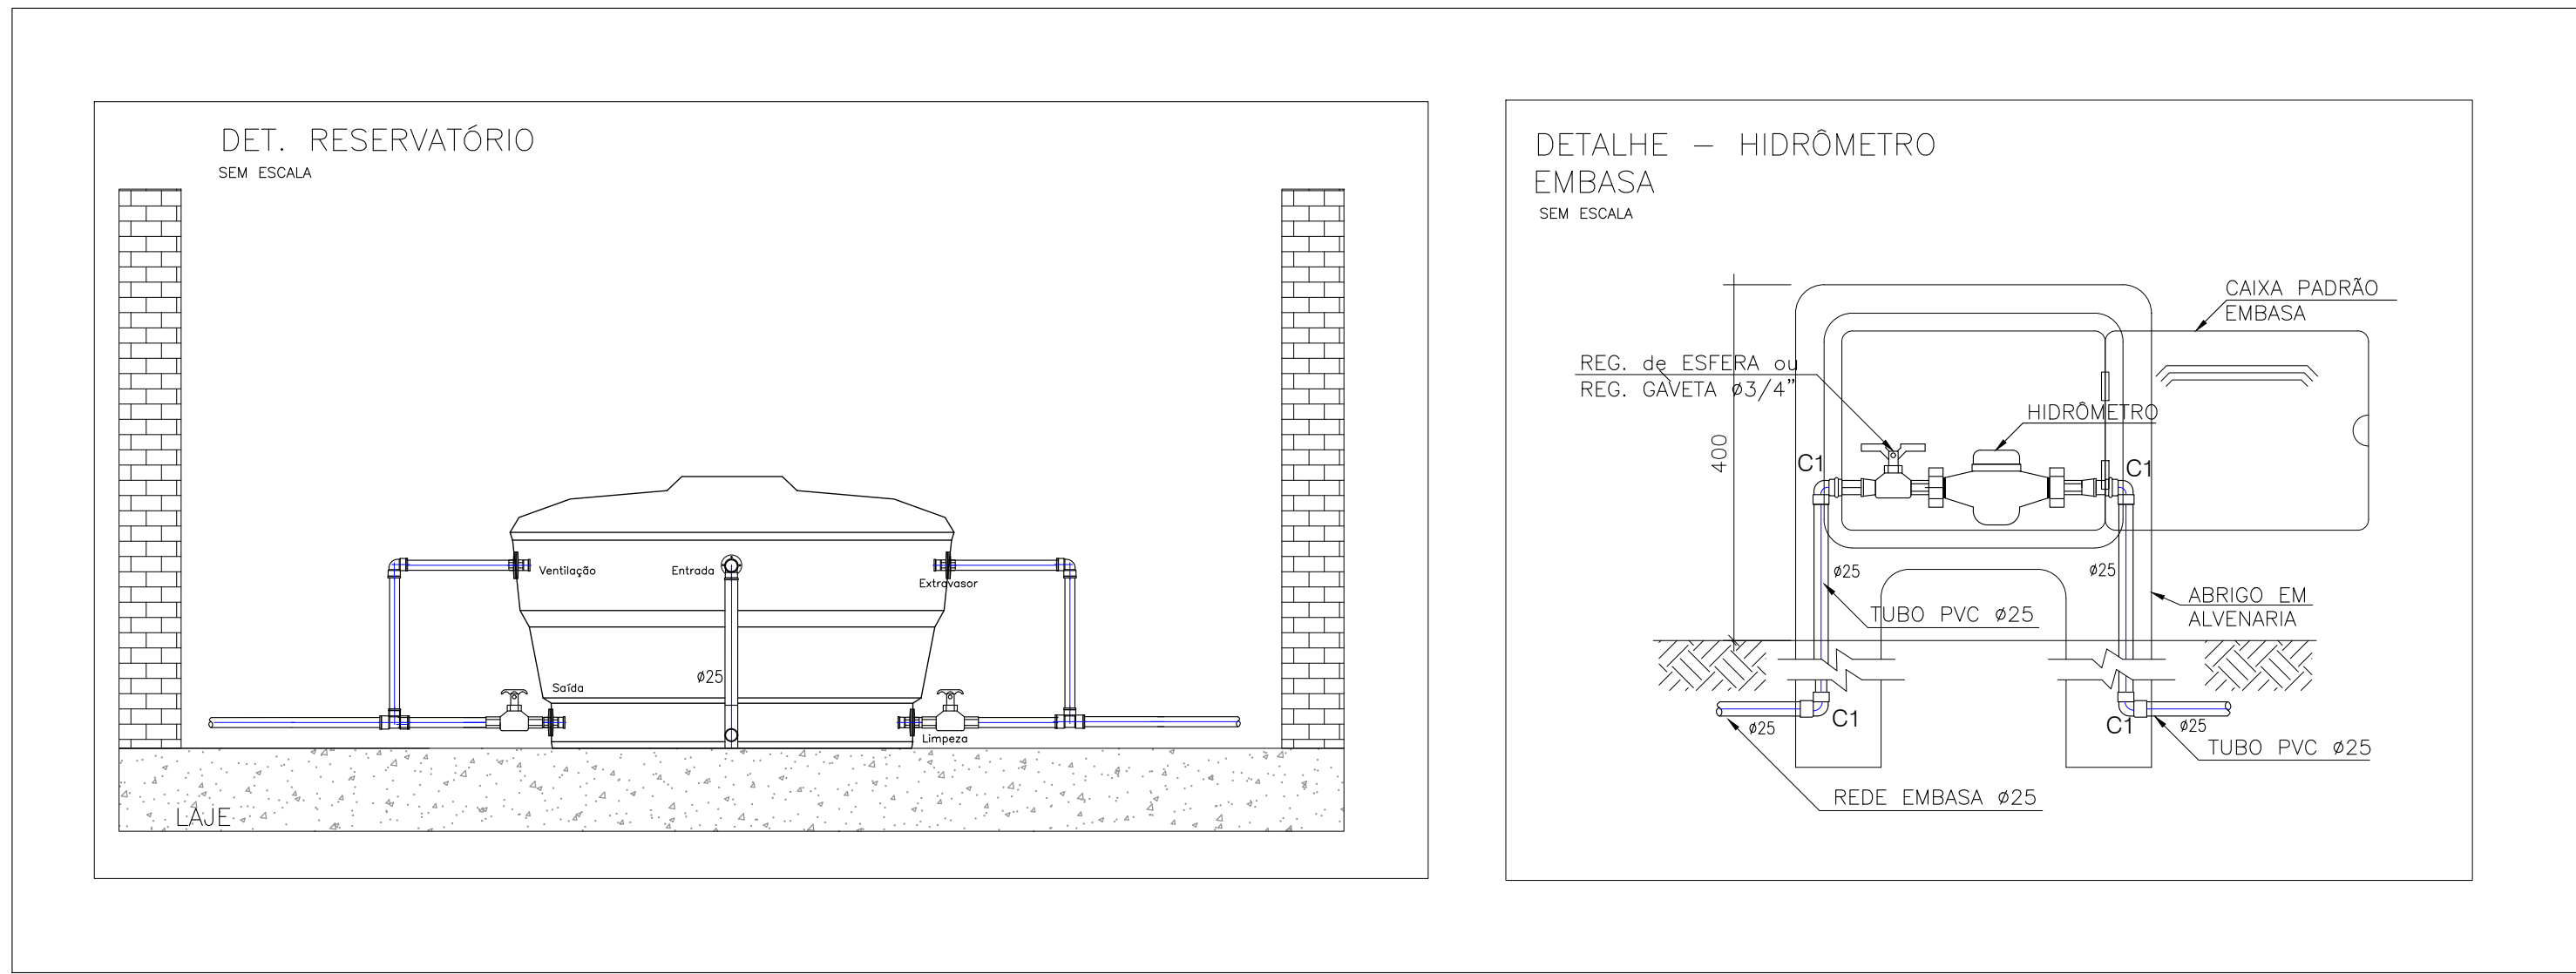 DET. RESERVATÓRIO
SEM ESCALA
Ventilação
Entrada
Extravasor
ø25
Saída
Limpeza
LAJE
DETALHE – HIDRÔMETRO
EMBASA
SEM ESCALA
CAIXA PADRÃO
EMBASA
REG. de ESFERA ou
REG. GAVETA ø3/4"
HIDRÔMETRO
400
C1
C1
ø25
ø25
TUBO PVC ø25
ABRIGO EM
ALVENARIA
C1
C1
ø25
ø25
TUBO PVC ø25
REDE EMBASA ø25